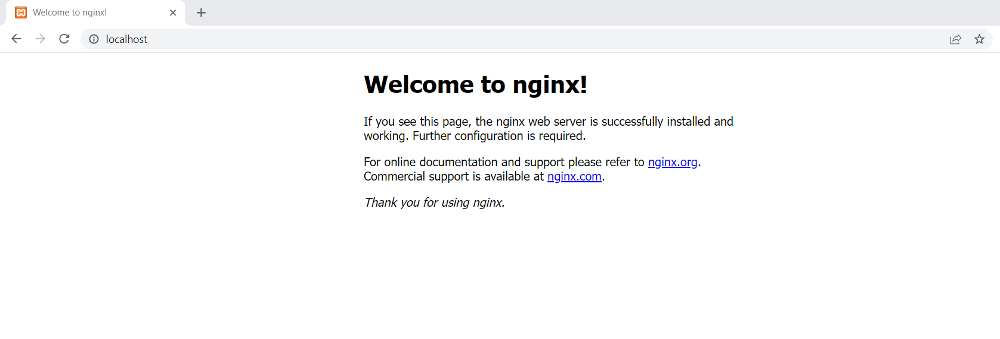 Welcome to nginx!
localhost
Welcome to nginx!
If you see this page, the nginx web server is successfully installed and
working. Further configuration is required.
For online documentation and support please refer to nginx.org.
Commercial support is available at nginx.com.
Thank you for using nginx.